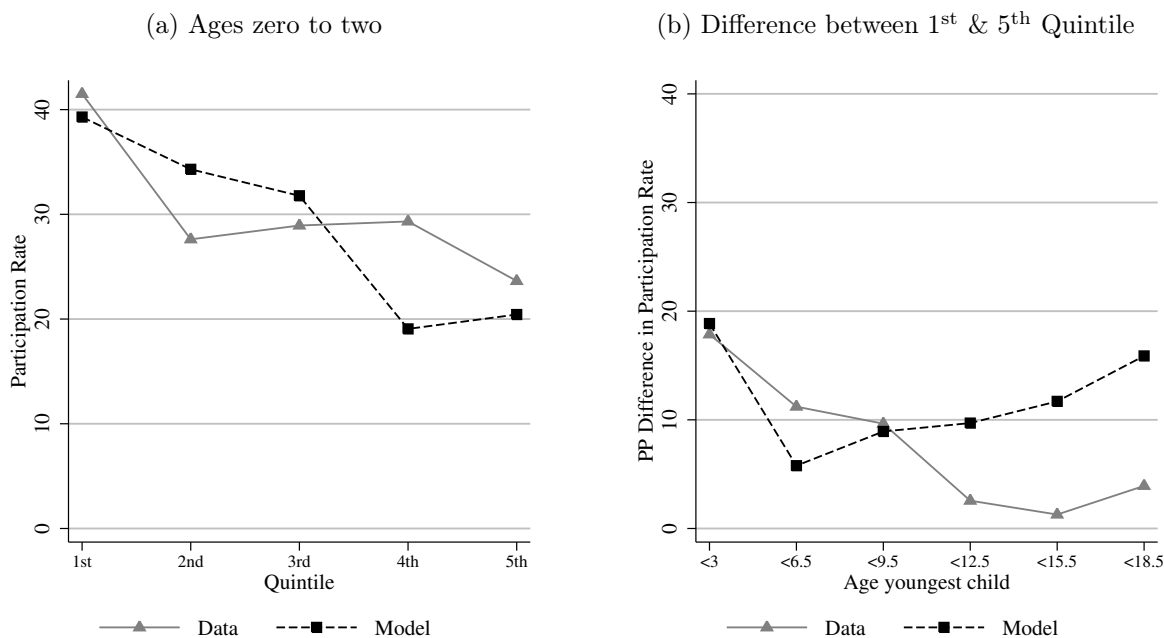 (a) Ages zero to two
Participation Rate
40
30
20
10
0
1st 2nd 3rd 4th 5th
Quintile
Data Model
(b) Difference between 1st & 5th Quintile
PP Difference in Participation Rate
40
30
20
10
0
<3 <6.5 <9.5 <12.5 <15.5 <18.5
Age youngest child
Data Model